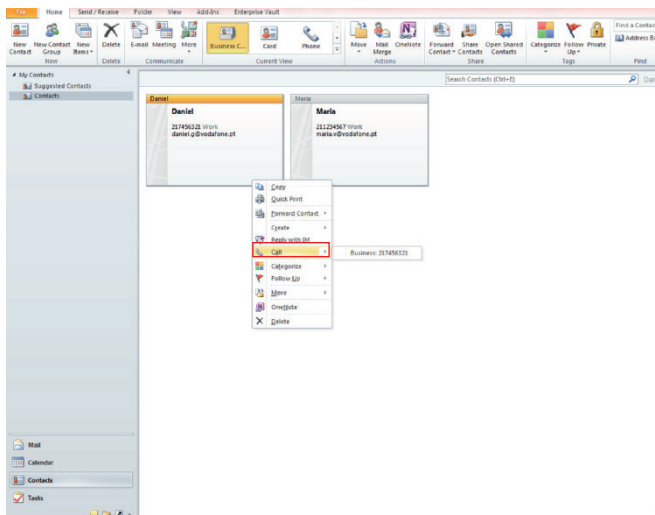 File Home Send / Receive Folder View Add-Ins Enterprise Vault
New Contact New Contact Group New Items Delete E-mail Meeting More Business C... Card Phone Move Mail Merge OneNote Forward Contact Share Contacts Open Shared Contacts Categorize Follow Up Private Find a Contac
Address B
New Delete Communicate Current View Actions Share Tags Find
My Contacts
Suggested Contacts
Contacts
Search Contacts (Ctrl+E)
Daniel
Daniel
217456321 Work
daniel.g@vodafone.pt
Maria
Maria
211234567 Work
maria.v@vodafone.pt
Copy
Quick Print
Forward Contact
Create
Reply with IM
Call
Business: 217456321
Categorize
Follow Up
More
OneNote
Delete
Mail
Calendar
Contacts
Tasks